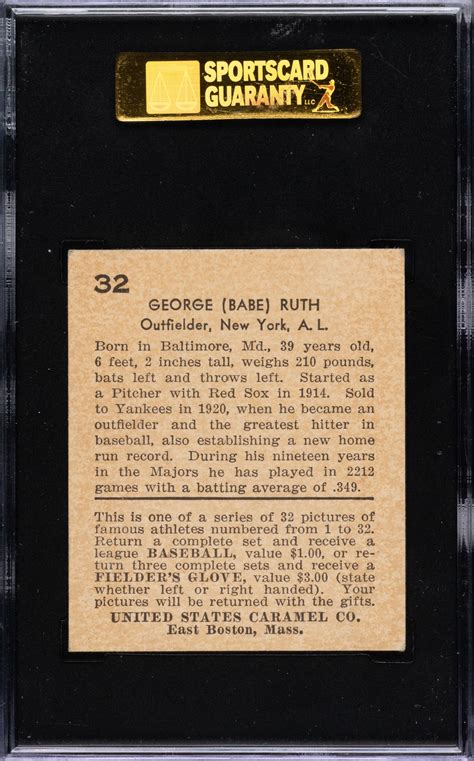 SPORTSCARD
GUARANTY LLC
32
GEORGE (BABE) RUTH
Outfielder, New York, A. L.
Born in Baltimore, Md., 39 years old,
6 feet, 2 inches tall, weighs 210 pounds,
bats left and throws left. Started as
a Pitcher with Red Sox in 1914. Sold
to Yankees in 1920, when he became an
outfielder and the greatest hitter in
baseball, also establishing a new home
run record. During his nineteen years
in the Majors he has played in 2212
games with a batting average of .349.
This is one of a series of 32 pictures of
famous athletes numbered from 1 to 32.
Return a complete set and receive a
league BASEBALL, value $1.00, or re-
turn three complete sets and receive a
FIELDER'S GLOVE, value $3.00 (state
whether left or right handed). Your
pictures will be returned with the gifts.
UNITED STATES CARAMEL CO.
East Boston, Mass.